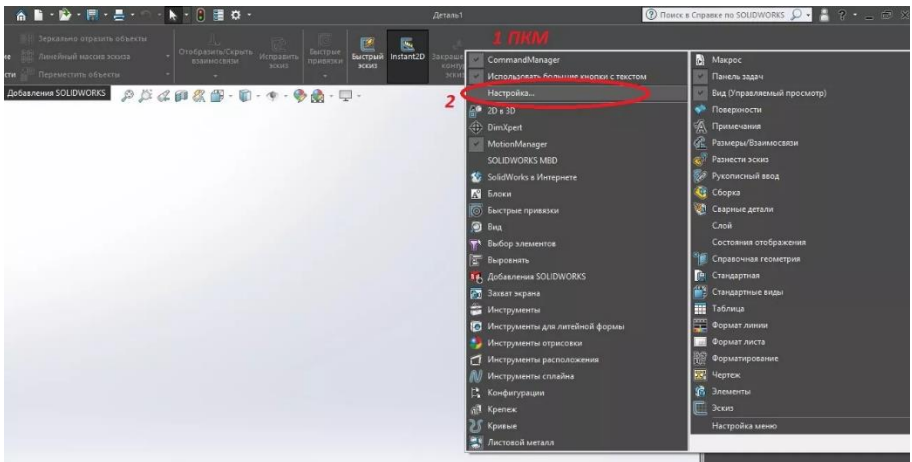 Деталь1
Поиск в Справке по SOLIDWORKS
Зеркально отразить объекты
Линейный массив эскиза
Переместить объекты
Отобразить/Скрыть
взаимосвязи
Исправить
эскиз
Быстрые
привязки
Быстрый
эскиз
Instant2D
1 ПКМ
Добавления SOLIDWORKS
2
CommandManager
Использовать большие кнопки с текстом
Настройка...
2D в 3D
DimXpert
MotionManager
SOLIDWORKS MBD
SolidWorks в Интернете
Блоки
Быстрые привязки
Вид
Выбор элементов
Выровнять
Добавления SOLIDWORKS
Захват экрана
Инструменты
Инструменты для литейной формы
Инструменты отрисовки
Инструменты расположения
Инструменты сплайна
Конфигурации
Крепеж
Кривые
Листовой металл
Макрос
Панель задач
Вид (Управляемый просмотр)
Поверхности
Примечания
Размеры/Взаимосвязи
Разнести эскиз
Рукописный ввод
Сборка
Сварные детали
Слой
Состояния отображения
Справочная геометрия
Стандартная
Стандартные виды
Таблица
Формат линии
Формат листа
Форматирование
Чертеж
Элементы
Эскиз
Настройка меню